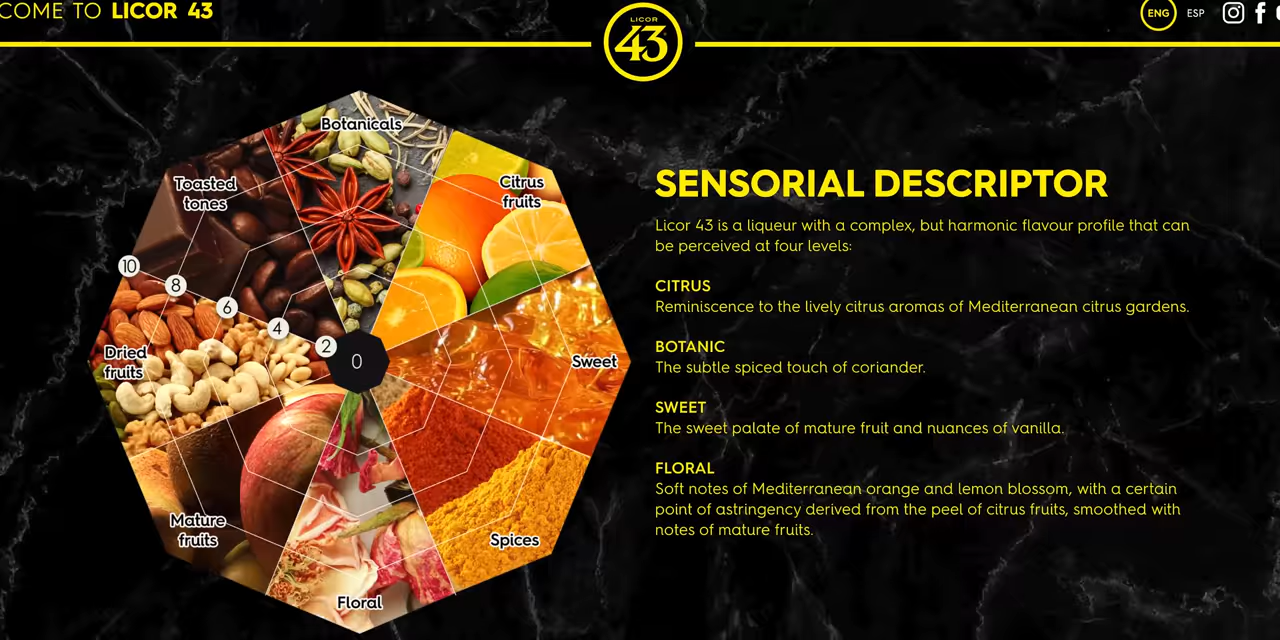 COME TO LICOR 43
LICOR
43
ENG
ESP
Botanicals
Toasted
tones
Citrus
fruits
10
8
6
4
2
0
Dried
fruits
Sweet
Mature
fruits
Spices
Floral
SENSORIAL DESCRIPTOR
Licor 43 is a liqueur with a complex, but harmonic flavour profile that can
be perceived at four levels:
CITRUS
Reminiscence to the lively citrus aromas of Mediterranean citrus gardens.
BOTANIC
The subtle spiced touch of coriander.
SWEET
The sweet palate of mature fruit and nuances of vanilla.
FLORAL
Soft notes of Mediterranean orange and lemon blossom, with a certain
point of astringency derived from the peel of citrus fruits, smoothed with
notes of mature fruits.